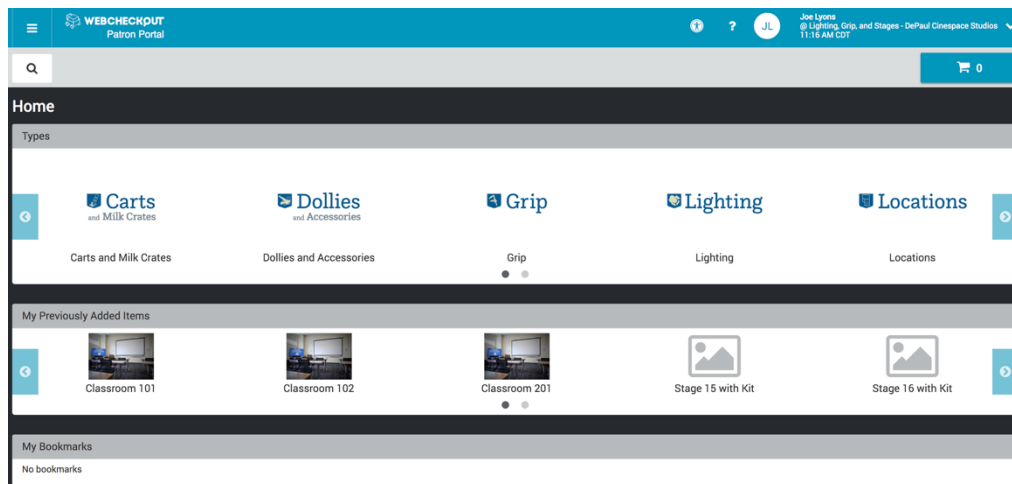 WEBCHECKOUT
Patron Portal
?
JL
Joe Lyons
@ Lighting, Grip, and Stages - DePaul Cinespace Studios
11:16 AM CDT
0
Home
Types
Carts
and Milk Crates
Dollies
and Accessories
Grip
Lighting
Locations
Carts and Milk Crates
Dollies and Accessories
Grip
Lighting
Locations
My Previously Added Items
Classroom 101
Classroom 102
Classroom 201
Stage 15 with Kit
Stage 16 with Kit
My Bookmarks
No bookmarks